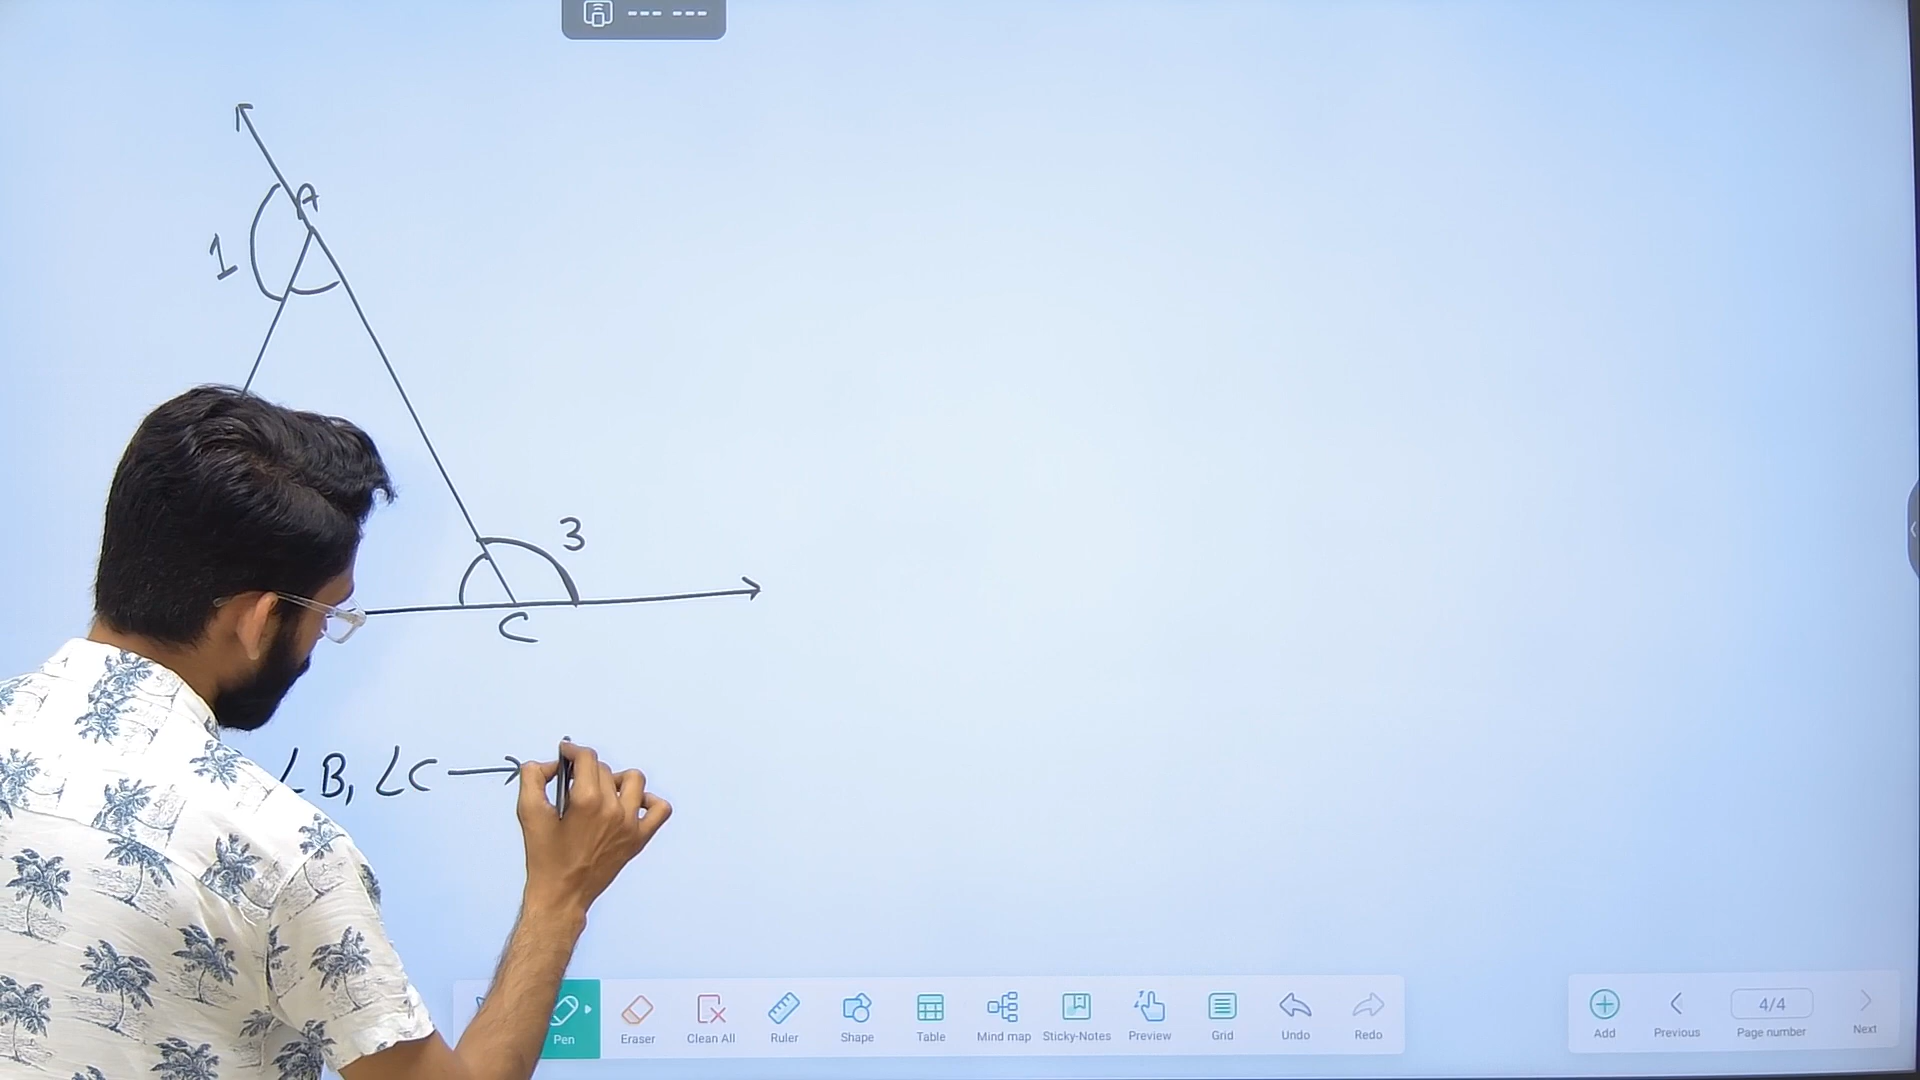 --- ---
A
1
3
C
∠B, ∠C →
Pen
Eraser
Clean All
Ruler
Shape
Table
Mind map
Sticky-Notes
Preview
Grid
Undo
Redo
Add
Previous
4/4
Page number
Next